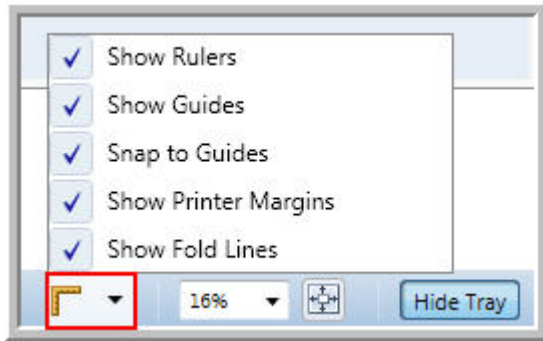 Show Rulers
Show Guides
Snap to Guides
Show Printer Margins
Show Fold Lines
16% Hide Tray